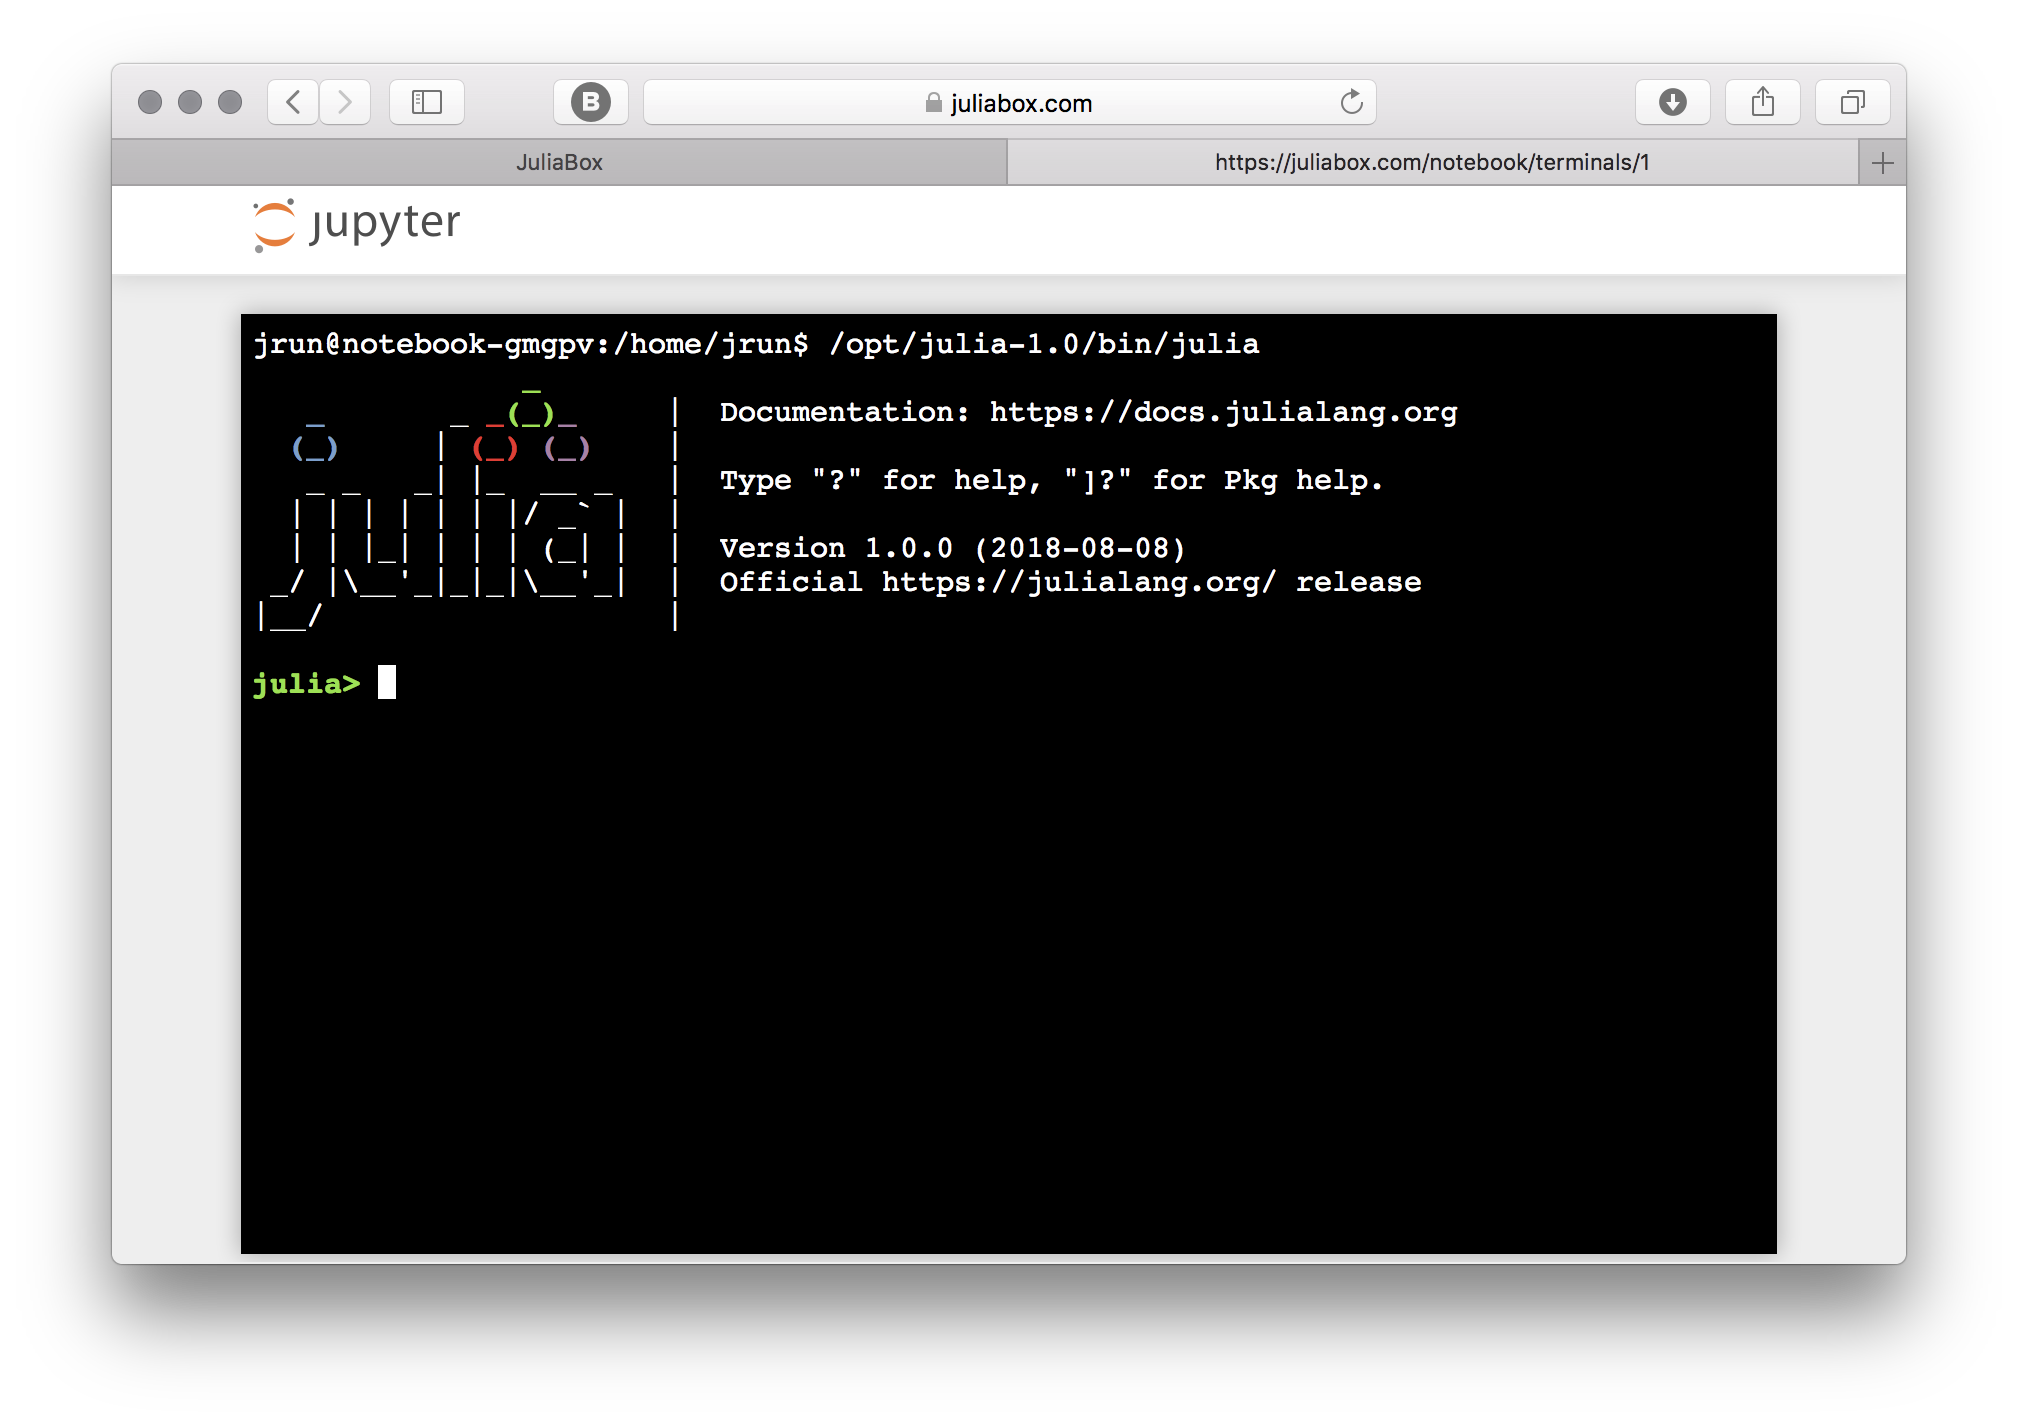 B
juliabox.com
JuliaBox
https://juliabox.com/notebook/terminals/1
jupyter
jrun@notebook-gmgpv:/home/jrun$ /opt/julia-1.0/bin/julia
               _
   _       _ _(_)_     |  Documentation: https://docs.julialang.org
  (_)     | (_) (_)    |
   _ _   _| |_  __ _   |  Type "?" for help, "]?" for Pkg help.
  | | | | | | |/ _` |  |
  | | |_| | | | (_| |  |  Version 1.0.0 (2018-08-08)
 _/ |\__'_|_|_|\__'_|  |  Official https://julialang.org/ release
|__/                   |
julia>